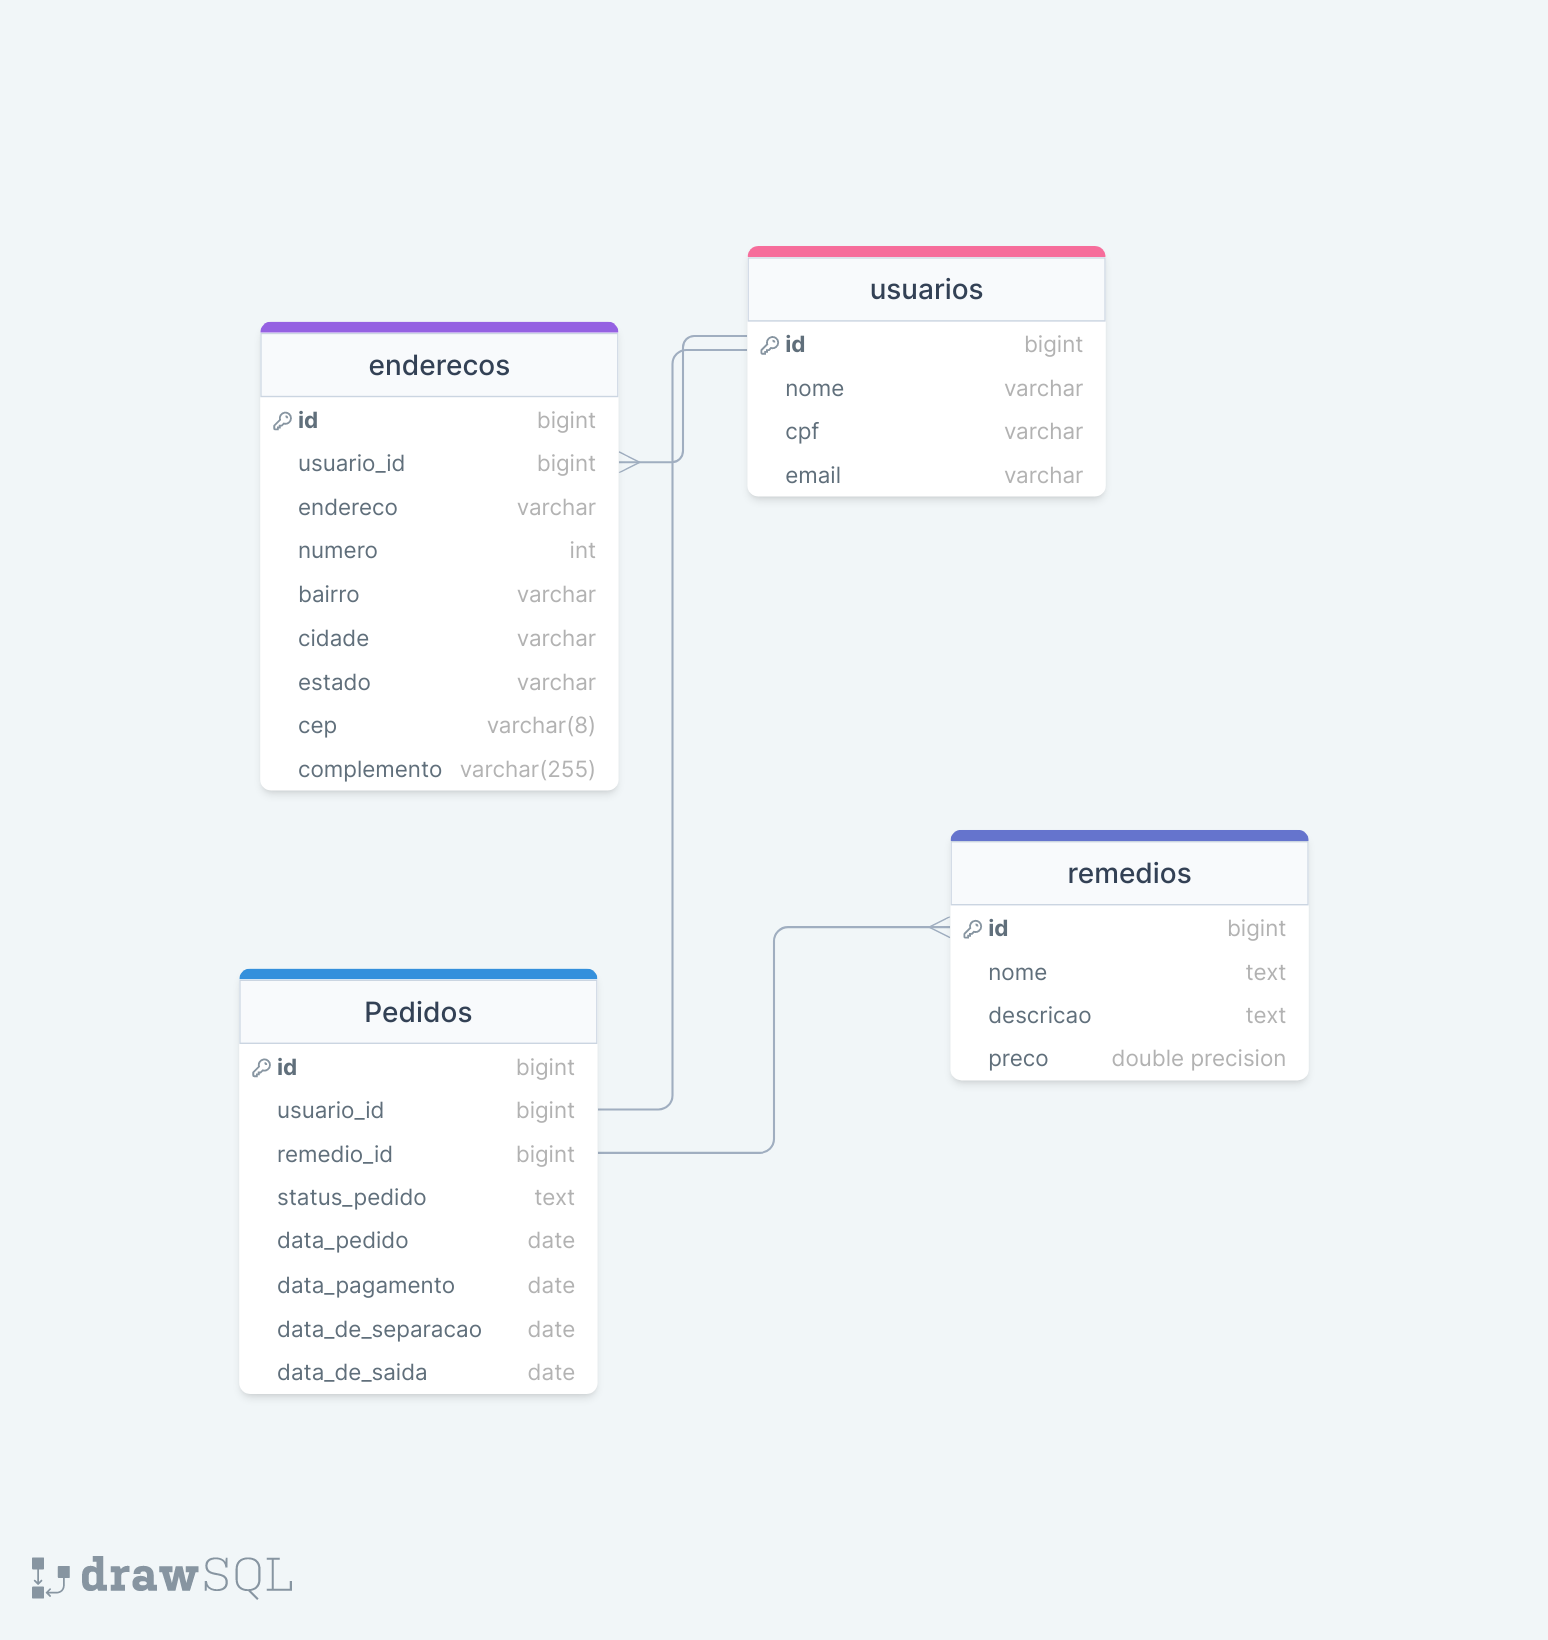 usuarios
id bigint
nome varchar
cpf varchar
email varchar
enderecos
id bigint
usuario_id bigint
endereco varchar
numero int
bairro varchar
cidade varchar
estado varchar
cep varchar(8)
complemento varchar(255)
remedios
id bigint
nome text
descricao text
preco double precision
Pedidos
id bigint
usuario_id bigint
remedio_id bigint
status_pedido text
data_pedido date
data_pagamento date
data_de_separacao date
data_de_saida date
drawSQL